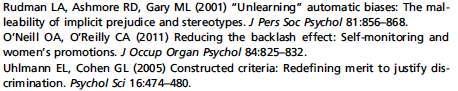 Rudman LA, Ashmore RD, Gary ML (2001) “Unlearning” automatic biases: The mal-
leability of implicit prejudice and stereotypes. J Pers Soc Psychol 81:856–868.
O’Neill OA, O’Reilly CA (2011) Reducing the backlash effect: Self-monitoring and
women’s promotions. J Occup Organ Psychol 84:825–832.
Uhlmann EL, Cohen GL (2005) Constructed criteria: Redefining merit to justify dis-
crimination. Psychol Sci 16:474–480.